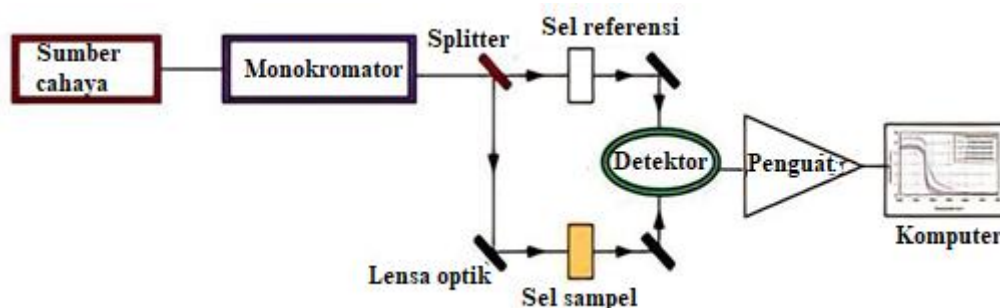 Sumber
cahaya
Monokromator
Splitter
Sel referensi
Detektor
Penguat
Komputer
Lensa optik
Sel sampel